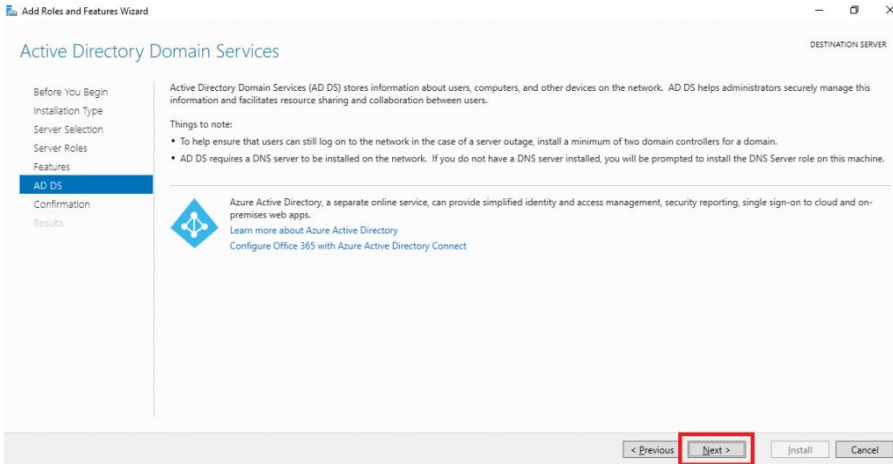 Add Roles and Features Wizard
Active Directory Domain Services
DESTINATION SERVER
Before You Begin
Installation Type
Server Selection
Server Roles
Features
AD DS
Confirmation
Results
Active Directory Domain Services (AD DS) stores information about users, computers, and other devices on the network. AD DS helps administrators securely manage this
information and facilitates resource sharing and collaboration between users.
Things to note:
• To help ensure that users can still log on to the network in the case of a server outage, install a minimum of two domain controllers for a domain.
• AD DS requires a DNS server to be installed on the network. If you do not have a DNS server installed, you will be prompted to install the DNS Server role on this machine.
Azure Active Directory, a separate online service, can provide simplified identity and access management, security reporting, single sign-on to cloud and on-
premises web apps.
Learn more about Azure Active Directory
Configure Office 365 with Azure Active Directory Connect
< Previous
Next >
Install
Cancel